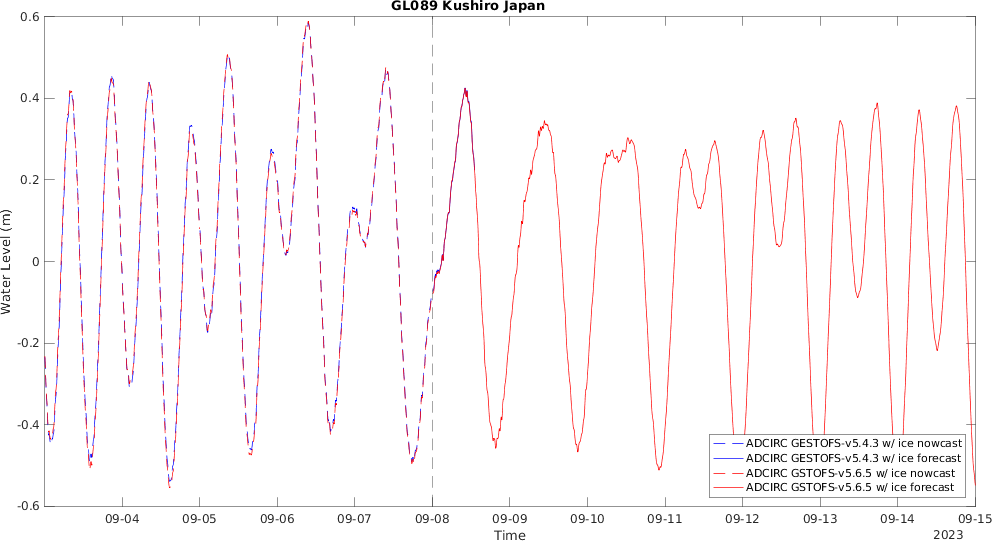 GL089 Kushiro Japan
0.6
0.4
0.2
0
-0.2
-0.4
-0.6
Water Level (m)
09-04 09-05 09-06 09-07 09-08 09-09 09-10 09-11 09-12 09-13 09-14 09-15
Time
2023
ADCIRC GESTOFS-v5.4.3 w/ ice nowcast
ADCIRC GESTOFS-v5.4.3 w/ ice forecast
ADCIRC GSTOFS-v5.6.5 w/ ice nowcast
ADCIRC GSTOFS-v5.6.5 w/ ice forecast